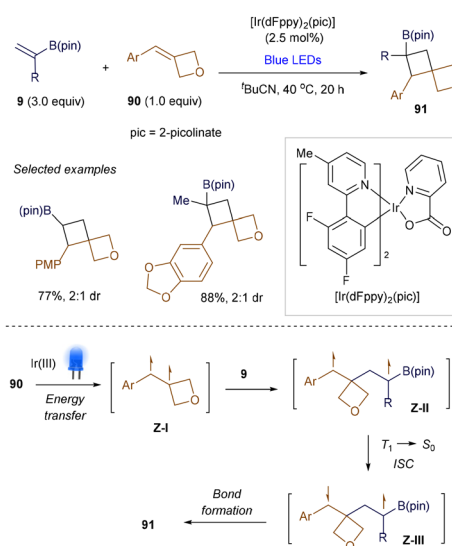 [Ir(dFppy)₂(pic)]
(2.5 mol%)
Blue LEDs
ᵗBuCN, 40 °C, 20 h
B(pin)
R
9 (3.0 equiv)
+
Ar
O
90 (1.0 equiv)
B(pin)
R
Ar
O
91
pic = 2-picolinate
Selected examples
(pin)B
O
PMP
77%, 2:1 dr
B(pin)
Me
O
O
O
88%, 2:1 dr
Me
N
N
Ir
O
O
F
F
2
[Ir(dFppy)₂(pic)]
90
Ir(III)
Energy
transfer
Ar
O
Z-I
9
Ar
B(pin)
O
R
Z-II
T₁ → S₀
ISC
Ar
B(pin)
O
R
Z-III
Bond
formation
91